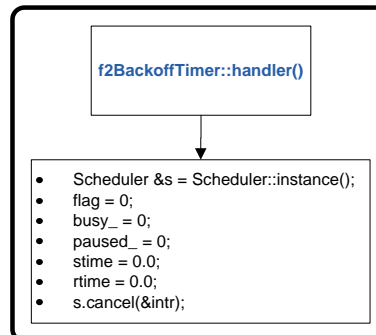 f2BackoffTimer::handler()
• Scheduler &s = Scheduler::instance();
• flag = 0;
• busy_ = 0;
• paused_ = 0;
• stime = 0.0;
• rtime = 0.0;
• s.cancel(&intr);